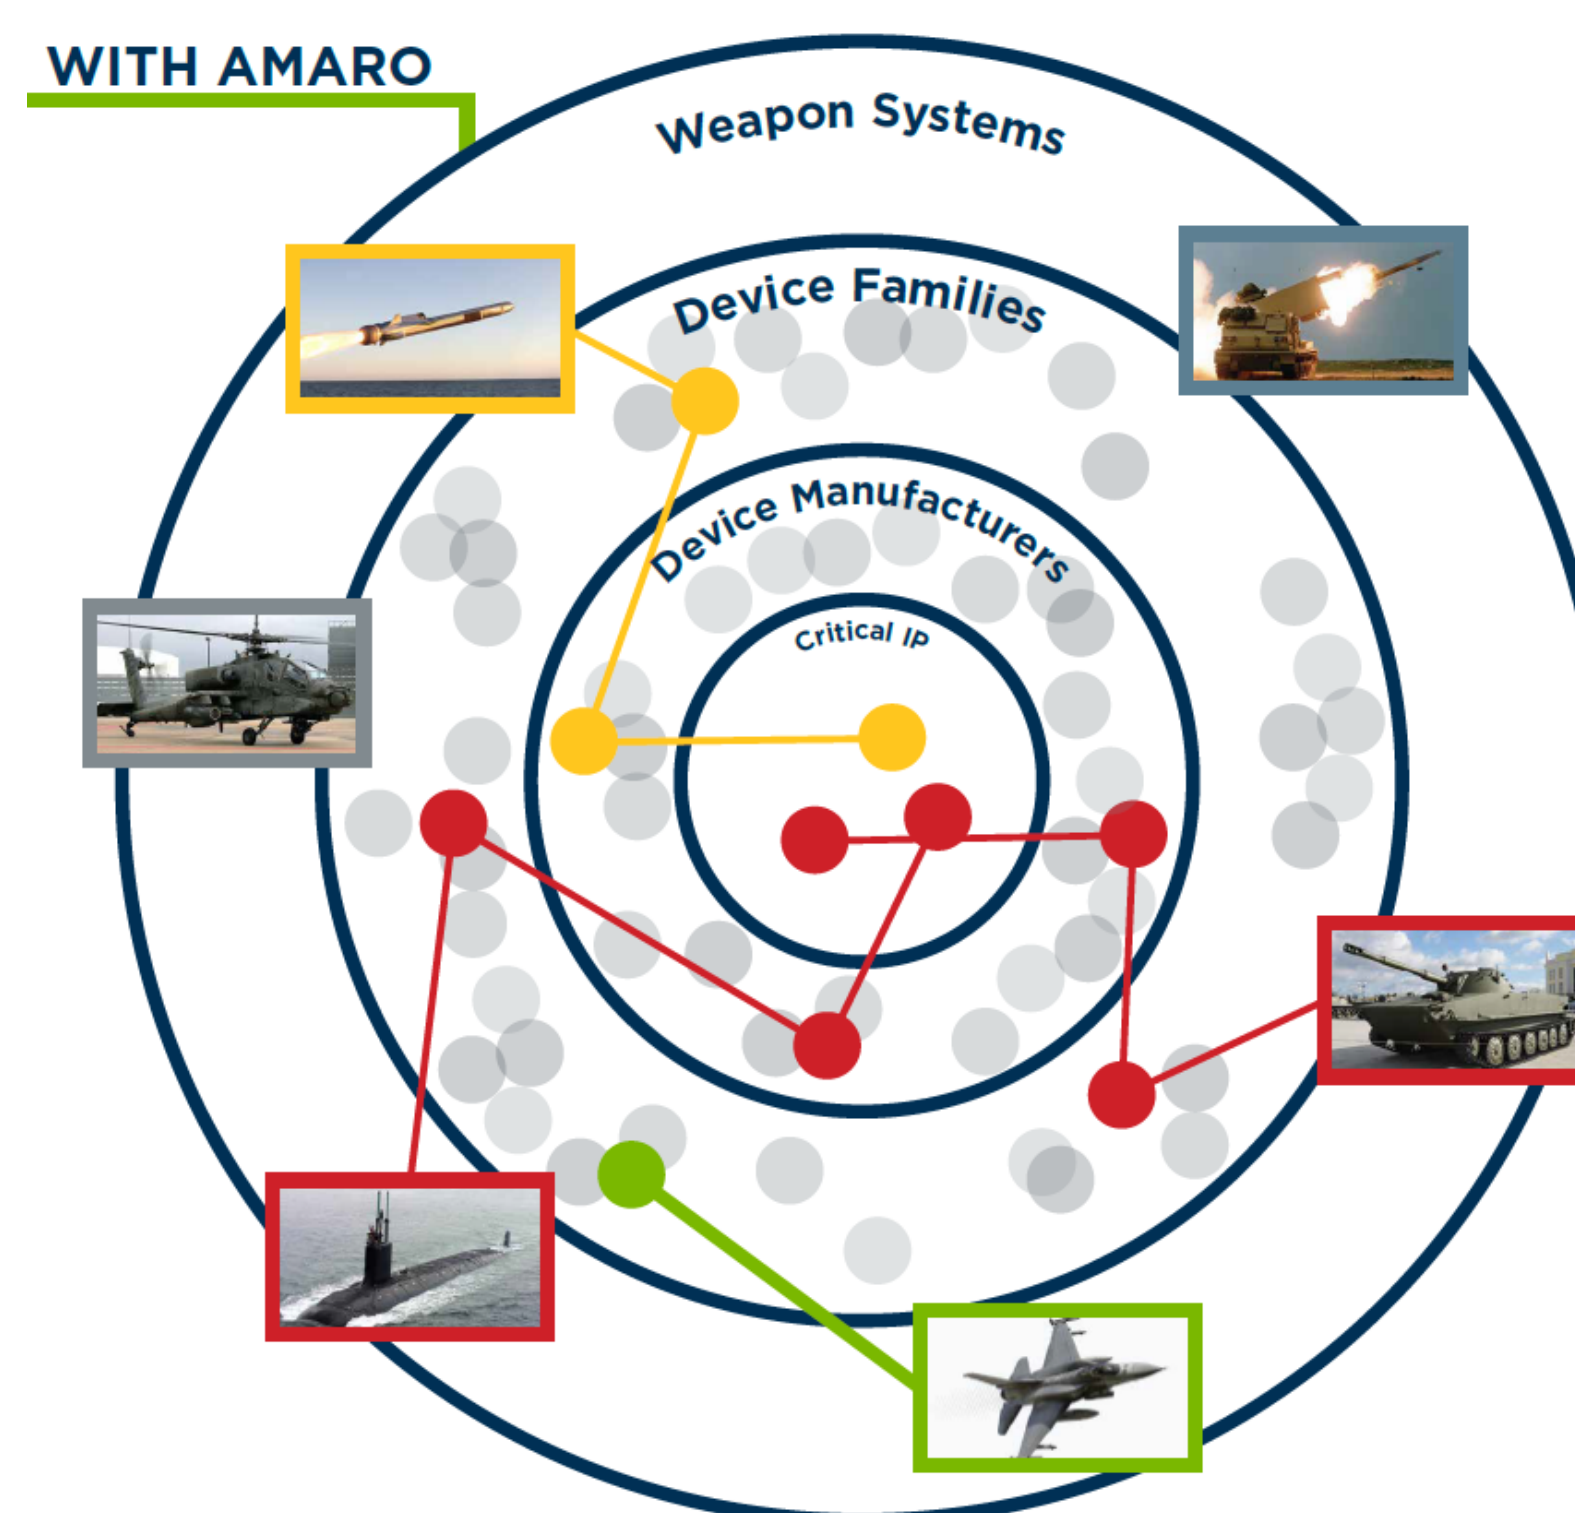 WITH AMARO
Weapon Systems
Device Families
Device Manufacturers
Critical IP